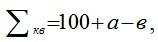 ∑ кв = 100 + a − в,